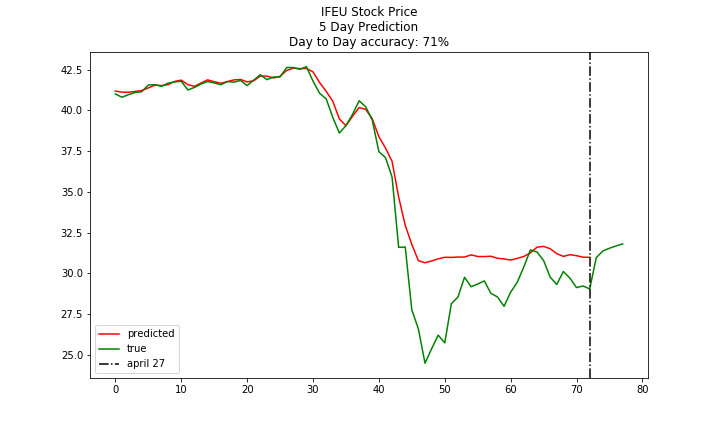 IFEU Stock Price
5 Day Prediction
Day to Day accuracy: 71%
42.5
40.0
37.5
35.0
32.5
30.0
27.5
25.0
predicted
true
april 27
0 10 20 30 40 50 60 70 80